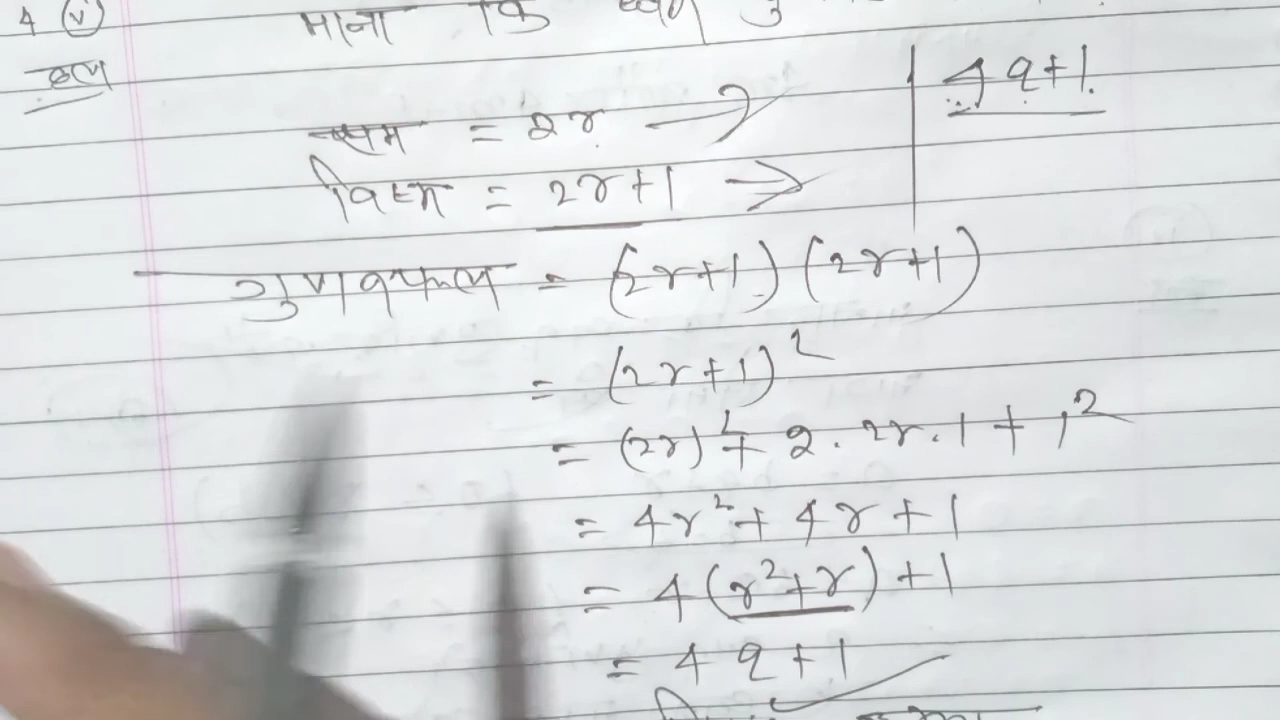 4 (v) माना कि
हल
4q+1
सम = 2r
विषम = 2r+1
गुणनफल = (2r+1) (2r+1)
= (2r+1)²
= (2r)² + 2 . 2r . 1 + 1²
= 4r² + 4r + 1
= 4 (r²+r) + 1
= 4 q + 1